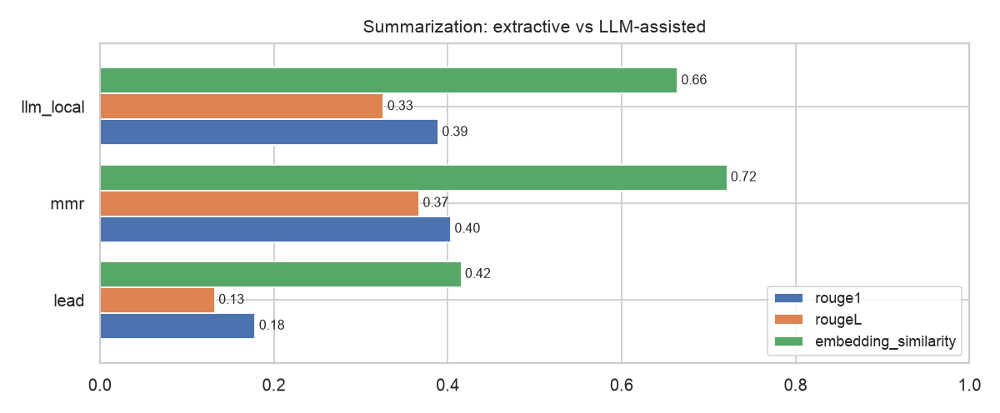 Summarization: extractive vs LLM-assisted
llm_local
0.66
0.33
0.39
mmr
0.72
0.37
0.40
lead
0.42
0.13
0.18
rouge1
rougeL
embedding_similarity
0.0 0.2 0.4 0.6 0.8 1.0